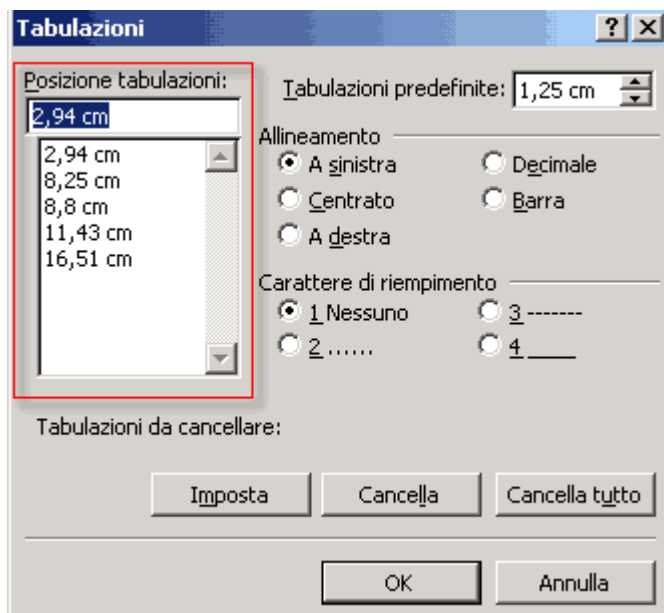 Tabulazioni
Posizione tabulazioni:
2,94 cm
2,94 cm
8,25 cm
8,8 cm
11,43 cm
16,51 cm
Tabulazioni predefinite: 1,25 cm
Allineamento
A sinistra
Decimale
Centrato
Barra
A destra
Carattere di riempimento
1 Nessuno
3 -------
2 ......
4 ____
Tabulazioni da cancellare:
Imposta
Cancella
Cancella tutto
OK
Annulla